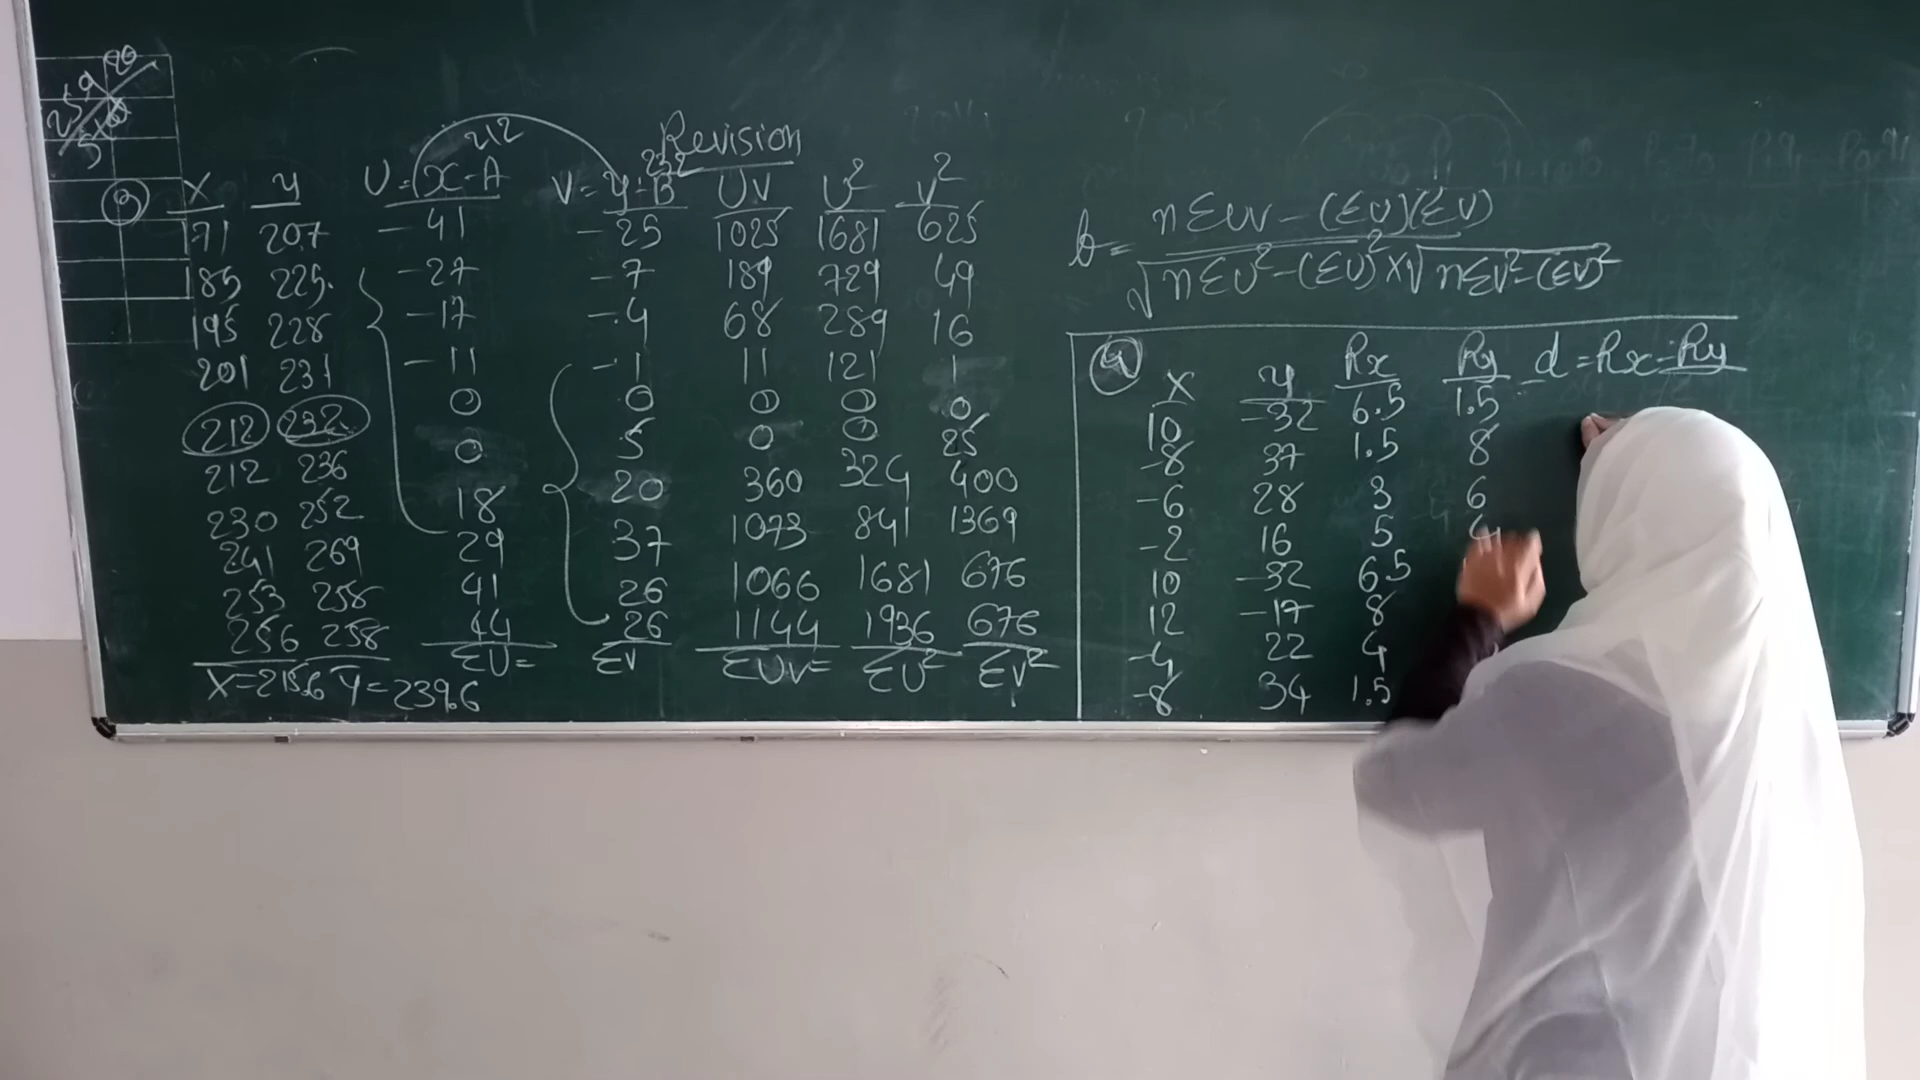 Revision
③ x y U = x-A 212 V = y-B 232 UV U² V²
171 207 -41 -25 1025 1681 625
185 225 -27 -7 189 729 49
195 228 -17 -4 68 289 16
201 231 -11 -1 11 121 1
212 232 0 0 0 0 0
212 236 0 5 0 0 25
230 252 18 20 360 324 400
241 269 29 37 1073 841 1369
253 258 41 26 1066 1681 676
256 258 44 26 1144 1936 676
X=215.6 Y=239.6 ΣU= ΣV ΣUV= ΣU² ΣV²
= nΣUV - (ΣU)(ΣV)
√nΣU²-(ΣU)² × √nΣV²-(ΣV)²
④ x y Rx Ry d = Rx - Ry
10 -32 6.5 1.5
-8 37 1.5 8
-6 28 3 6
-2 16 5 4
10 -32 6.5
12 -17 8
-4 22 4
-8 34 1.5